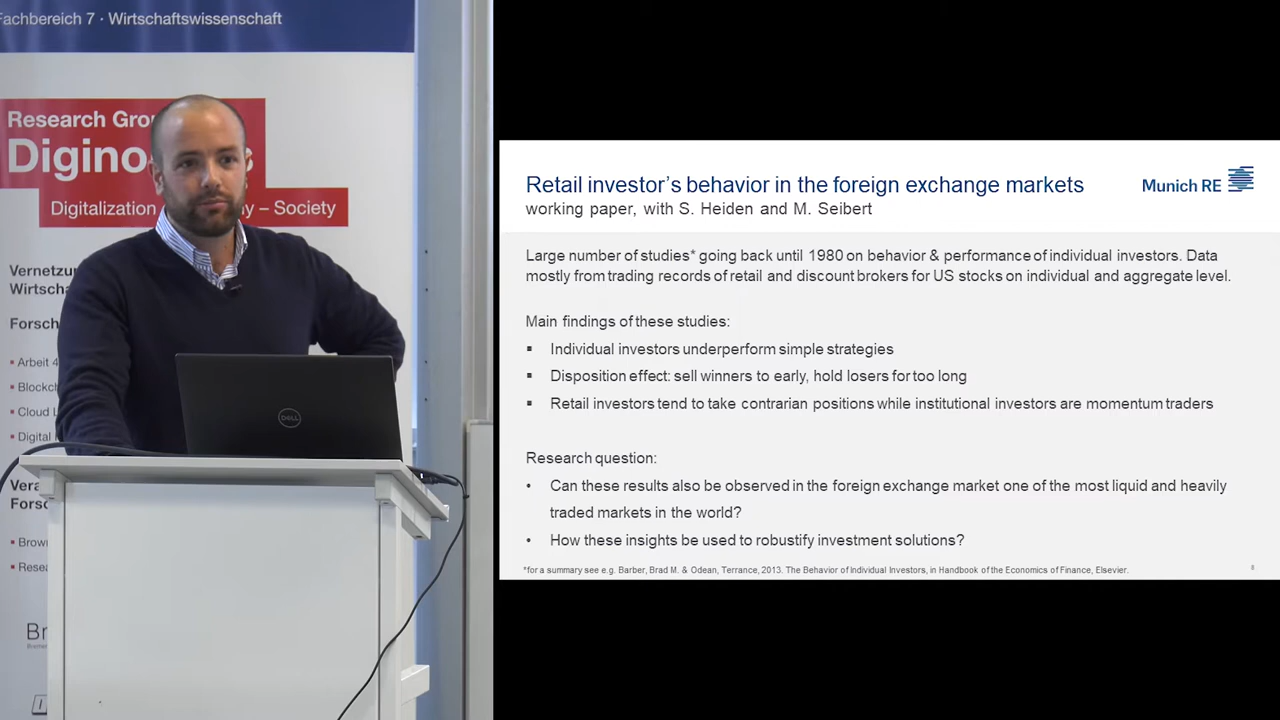 Fachbereich 7 · Wirtschaftswissenschaft
Research
Digitalization – Society
Wirtsch
Forsch
▪ Arbeit 4
▪ Blockch
▪ Cloud
▪ Digital
Forsc
▪ Brow
▪ Resea
DELL
Retail investor’s behavior in the foreign exchange markets
working paper, with S. Heiden and M. Seibert
Munich RE
Large number of studies* going back until 1980 on behavior & performance of individual investors. Data
mostly from trading records of retail and discount brokers for US stocks on individual and aggregate level.
Main findings of these studies:
▪ Individual investors underperform simple strategies
▪ Disposition effect: sell winners to early, hold losers for too long
▪ Retail investors tend to take contrarian positions while institutional investors are momentum traders
Research question:
• Can these results also be observed in the foreign exchange market one of the most liquid and heavily
traded markets in the world?
• How these insights be used to robustify investment solutions?
*for a summary see e.g. Barber, Brad M. & Odean, Terrance, 2013. The Behavior of Individual Investors, in Handbook of the Economics of Finance, Elsevier.
8